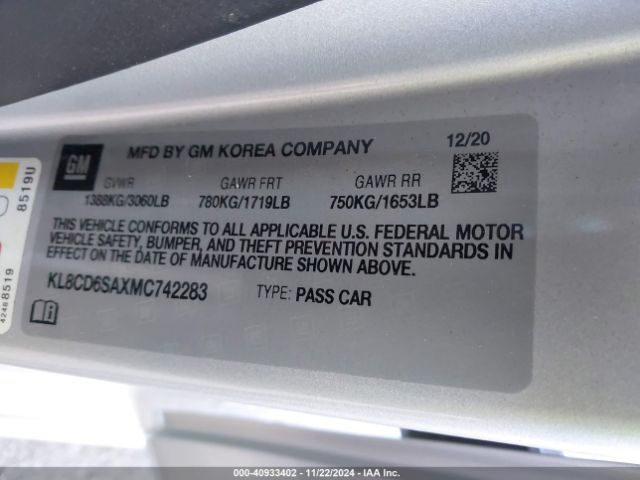 GM
MFD BY GM KOREA COMPANY
12/20
GVWR
GAWR FRT
GAWR RR
1388KG/3060LB
780KG/1719LB
750KG/1653LB
THIS VEHICLE CONFORMS TO ALL APPLICABLE U.S. FEDERAL MOTOR
VEHICLE SAFETY, BUMPER, AND THEFT PREVENTION STANDARDS IN
EFFECT ON THE DATE OF MANUFACTURE SHOWN ABOVE.
KL8CD6SAXMC742283
TYPE: PASS CAR
8519U
42488519
000-40933402 - 11/22/2024 - IAA Inc.